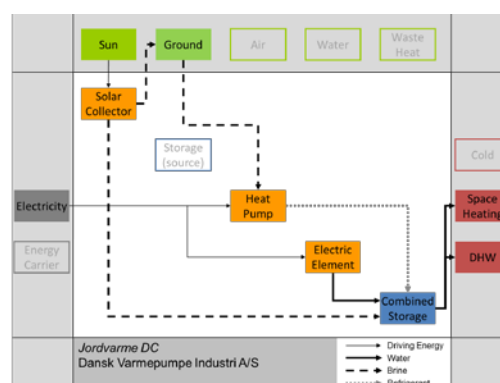 Sun
Ground
Air
Water
Waste
Heat
Solar
Collector
Storage
(source)
Cold
Electricity
Heat
Pump
Space
Heating
Energy
Carrier
Electric
Element
DHW
Combined
Storage
Jordvarme DC
Dansk Varmepumpe Industri A/S
Driving Energy
Water
Brine
Refrigerant